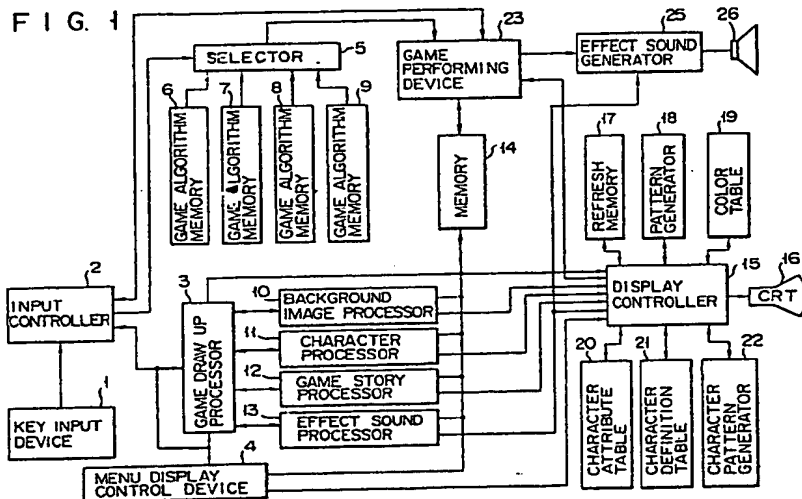 FIG. 1
23
25
26
SELECTOR
5
GAME
PERFORMING
DEVICE
EFFECT SOUND
GENERATOR
6
7
8
9
GAME ALGORITHM
MEMORY
GAME ALGORITHM
MEMORY
GAME ALGORITHM
MEMORY
GAME ALGORITHM
MEMORY
14
MEMORY
17
18
19
REFRESH
MEMORY
PATTERN
GENERATOR
COLOR
TABLE
2
INPUT
CONTROLLER
3
GAME DRAW UP
PROCESSOR
10
BACKGROUND
IMAGE PROCESSOR
11
CHARACTER
PROCESSOR
12
GAME STORY
PROCESSOR
13
EFFECT SOUND
PROCESSOR
15
DISPLAY
CONTROLLER
16
CRT
1
KEY INPUT
DEVICE
4
MENU DISPLAY
CONTROL DEVICE
20
21
22
CHARACTER
ATTRIBUTE
TABLE
CHARACTER
DEFINITION
TABLE
CHARACTER
PATTERN
GENERATOR